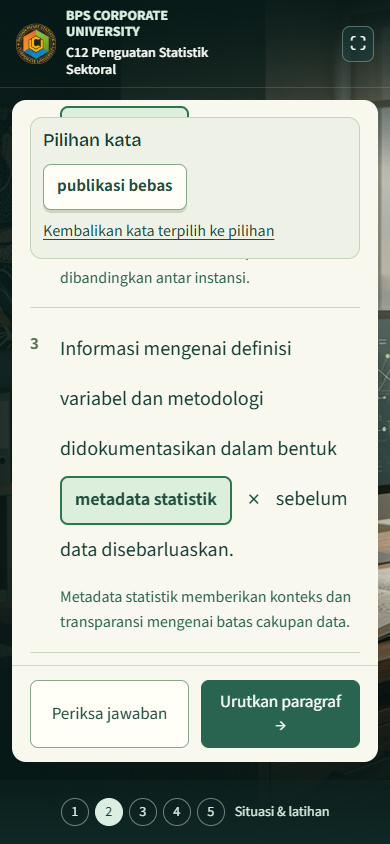 BPS CORPORATE
UNIVERSITY
C12 Penguatan Statistik
Sektoral
Pilihan kata
publikasi bebas
Kembalikan kata terpilih ke pilihan
dibandingkan antar instansi.
3
Informasi mengenai definisi
variabel dan metodologi
didokumentasikan dalam bentuk
metadata statistik × sebelum
data disebarluaskan.
Metadata statistik memberikan konteks dan
transparansi mengenai batas cakupan data.
Periksa jawaban
Urutkan paragraf
→
1 2 3 4 5 Situasi & latihan